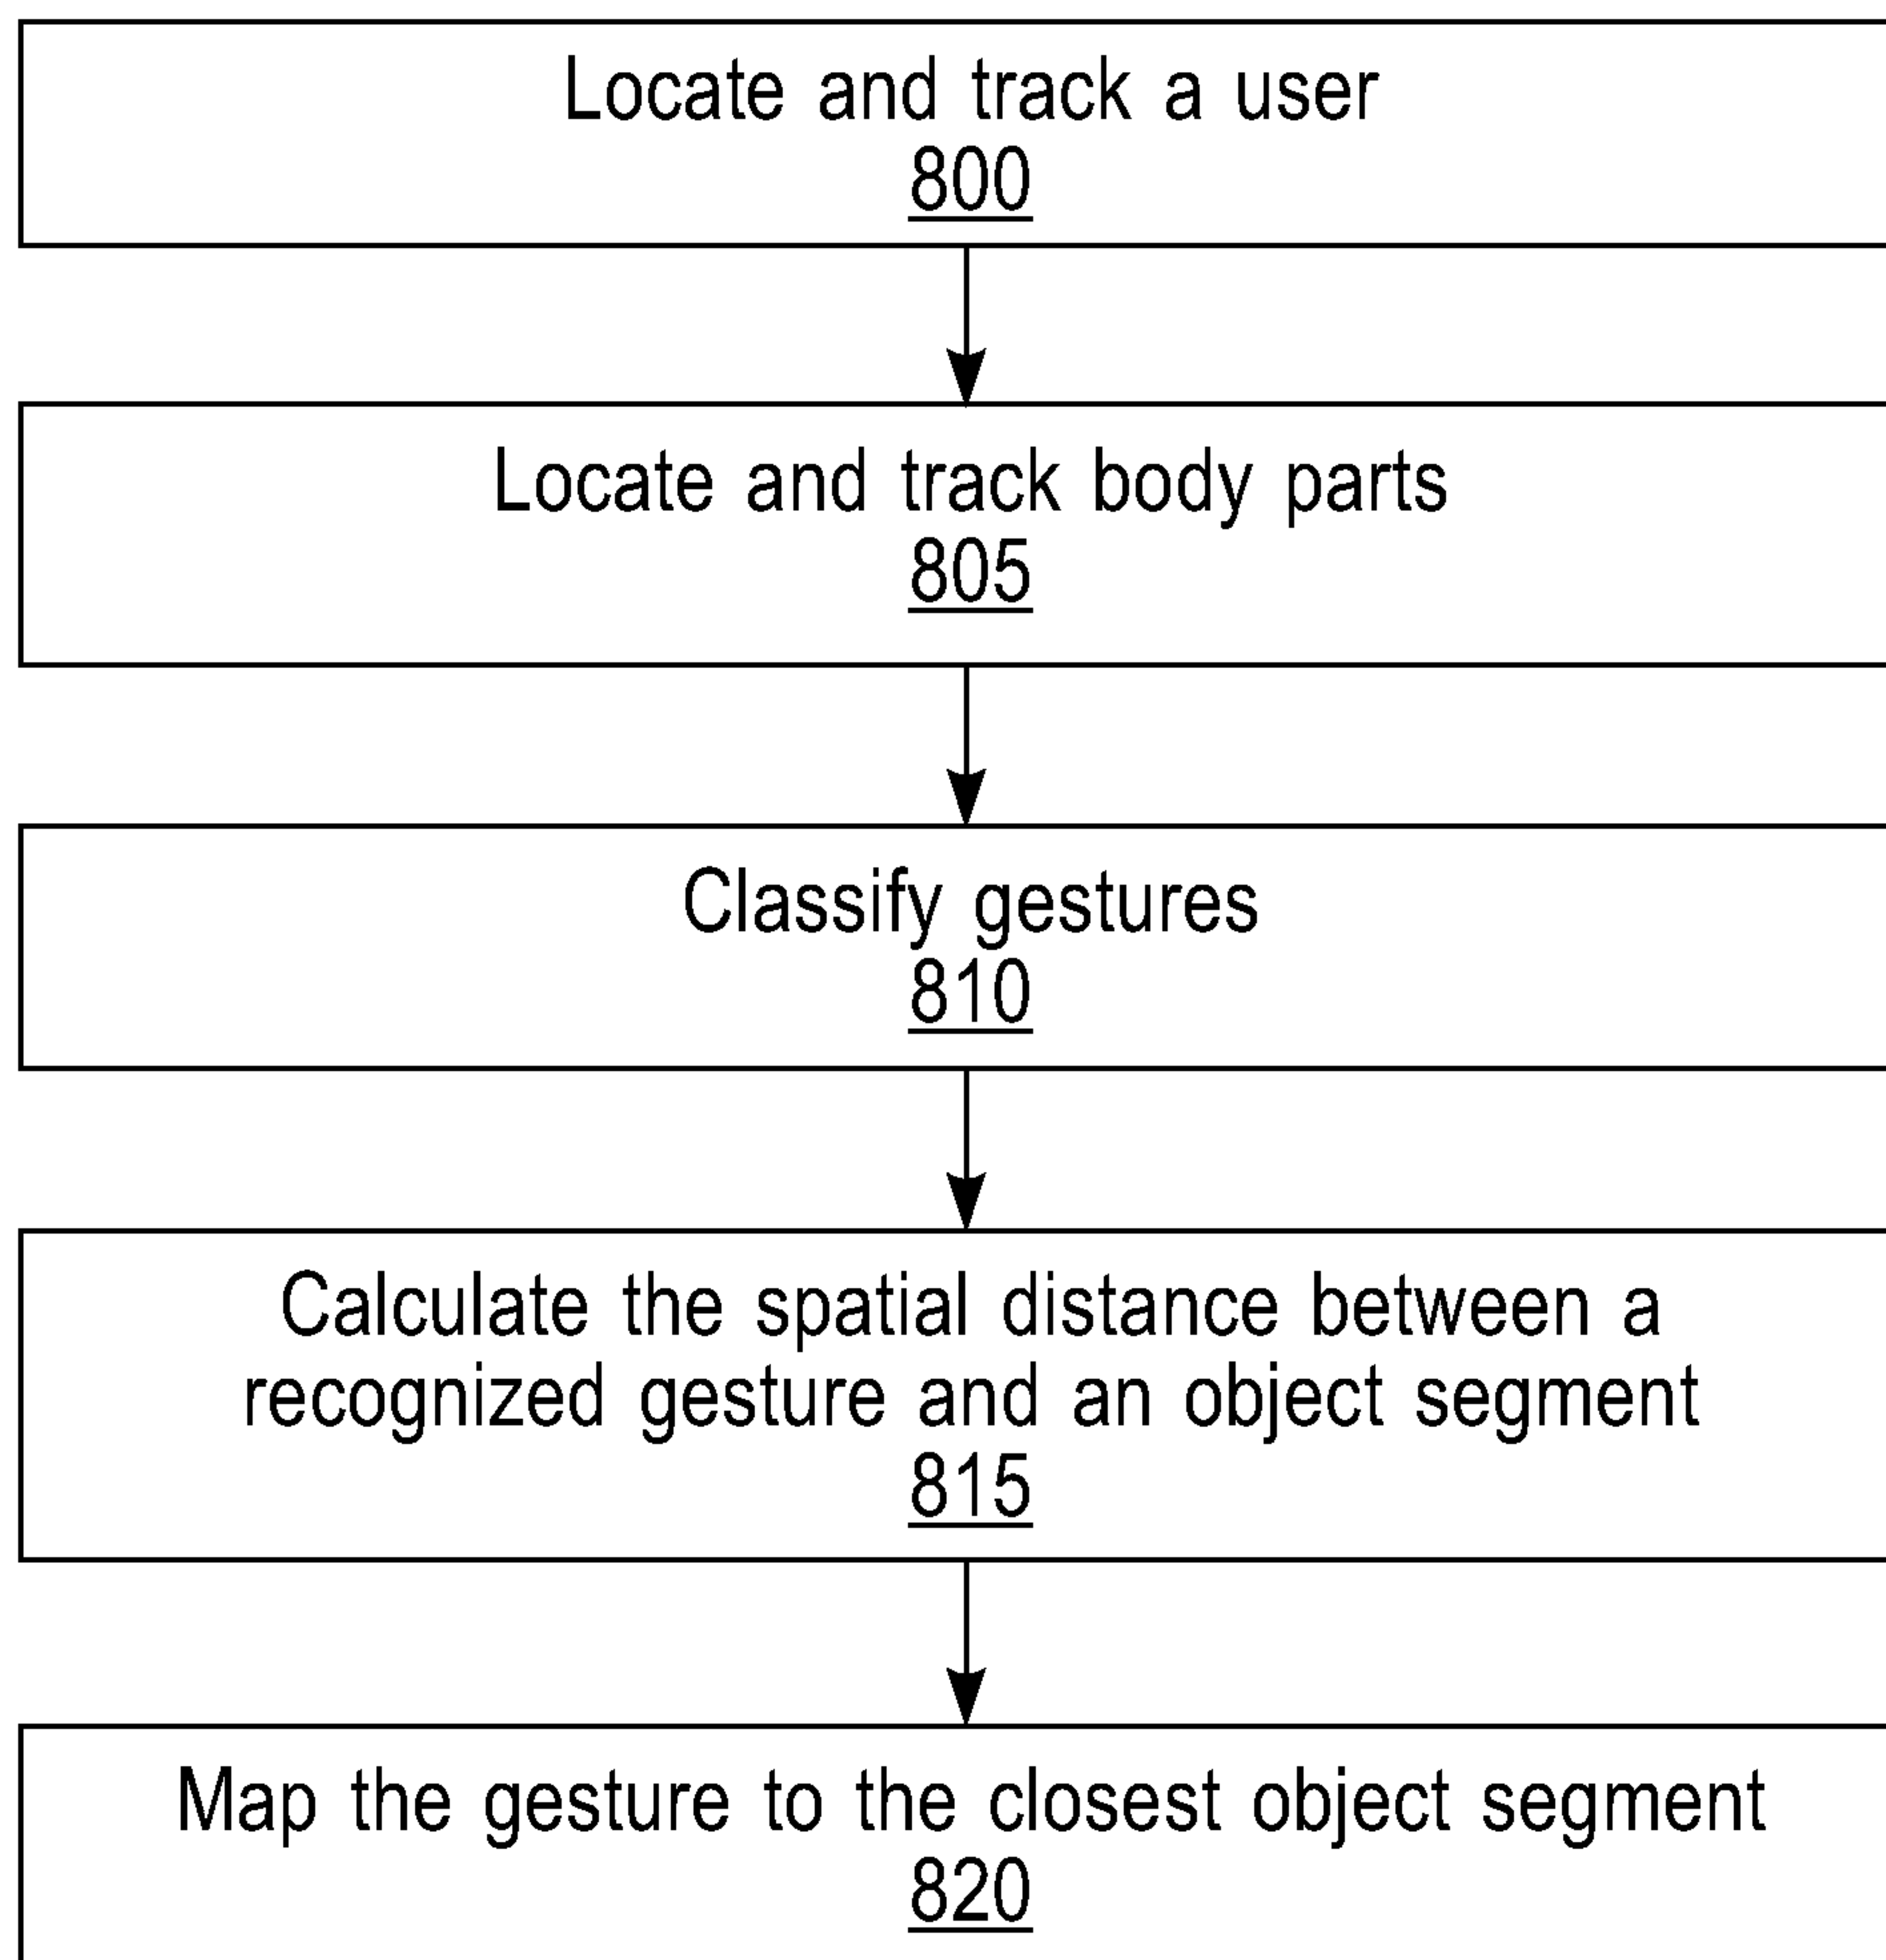 Locate and track a user
800
Locate and track body parts
805
Classify gestures
810
Calculate the spatial distance between a
recognized gesture and an object segment
815
Map the gesture to the closest object segment
820